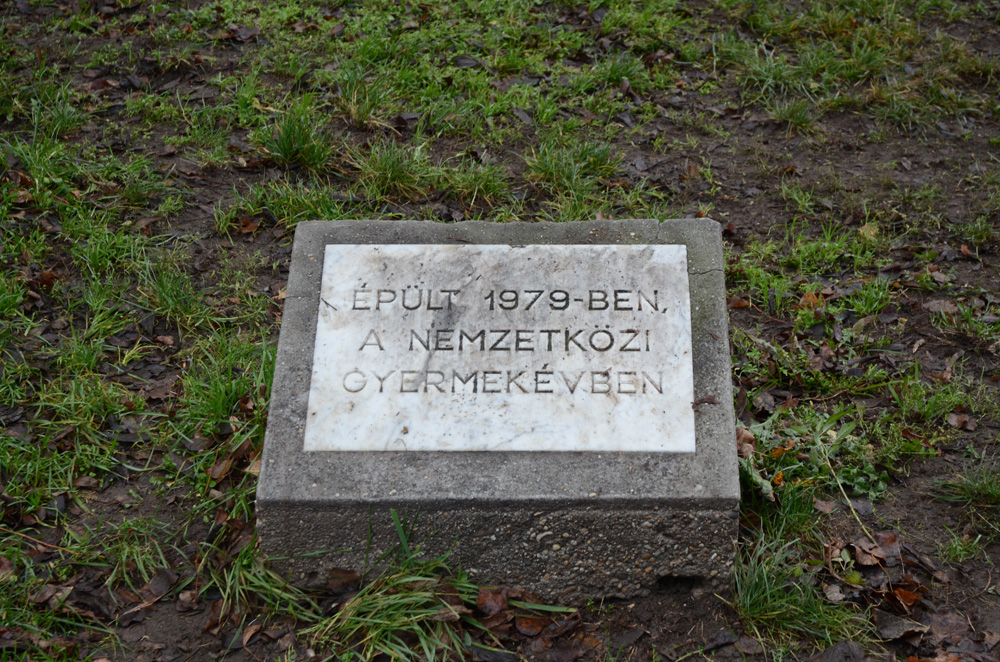 ÉPÜLT 1979-BEN,
A NEMZETKÖZI
GYERMEKÉVBEN